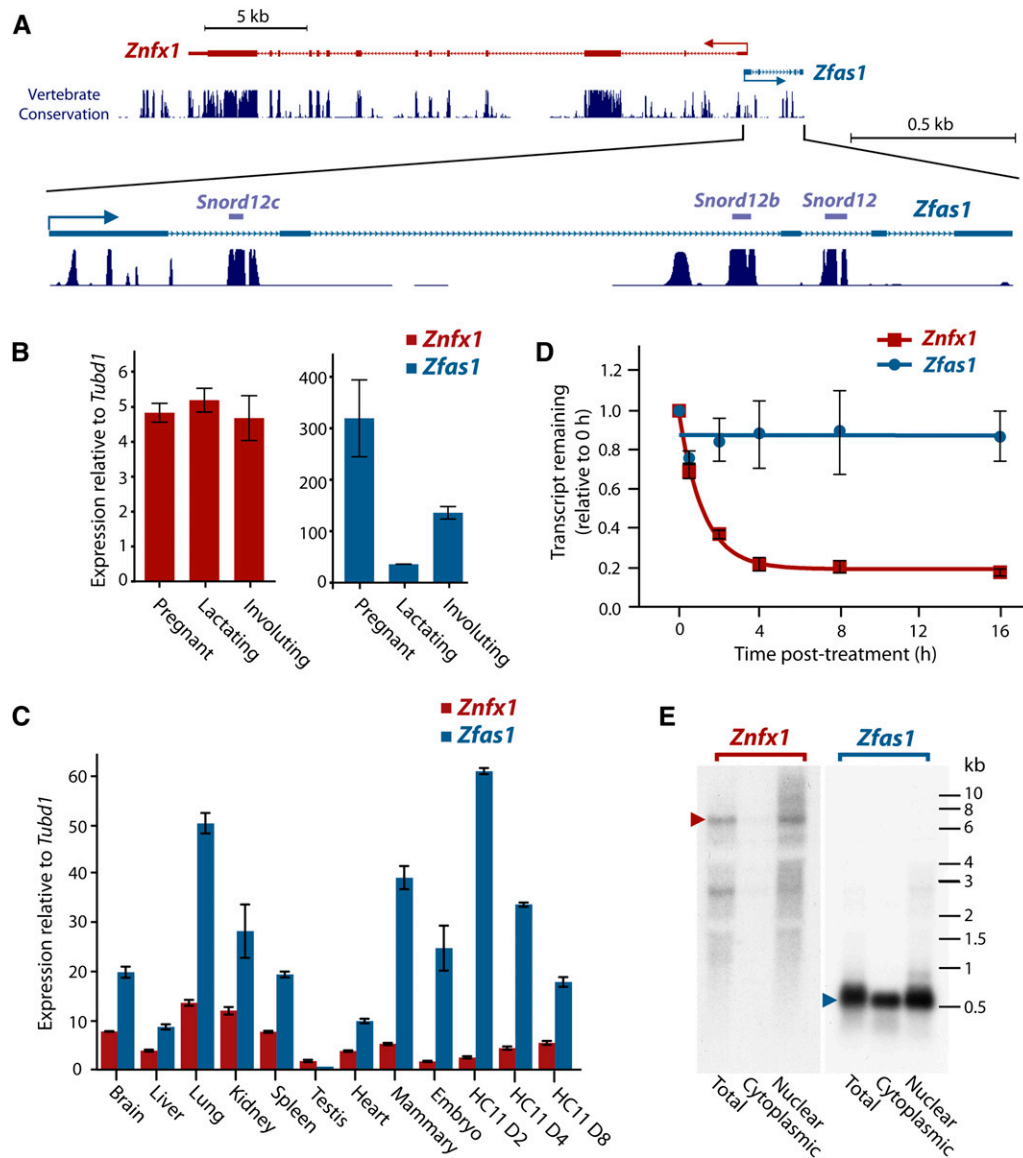 A
5 kb
Znfx1
Zfas1
Vertebrate
Conservation
0.5 kb
Snord12c
Snord12b
Snord12
Zfas1
B
Znfx1
Zfas1
Expression relative to Tubd1
6
5
4
3
2
1
0
Pregnant
Lactating
Involuting
400
300
200
100
0
Pregnant
Lactating
Involuting
D
Znfx1
Zfas1
Transcript remaining
(relative to 0 h)
1.2
1.0
0.8
0.6
0.4
0.2
0.0
0
4
8
12
16
Time post-treatment (h)
C
Znfx1
Zfas1
Expression relative to Tubd1
60
50
40
30
20
10
0
Brain
Liver
Lung
Kidney
Spleen
Testis
Heart
Mammary
Embryo
HC11 D2
HC11 D4
HC11 D8
E
Znfx1
Zfas1
kb
10
8
6
4
3
2
1.5
1
0.5
Total
Cytoplasmic
Nuclear
Total
Cytoplasmic
Nuclear